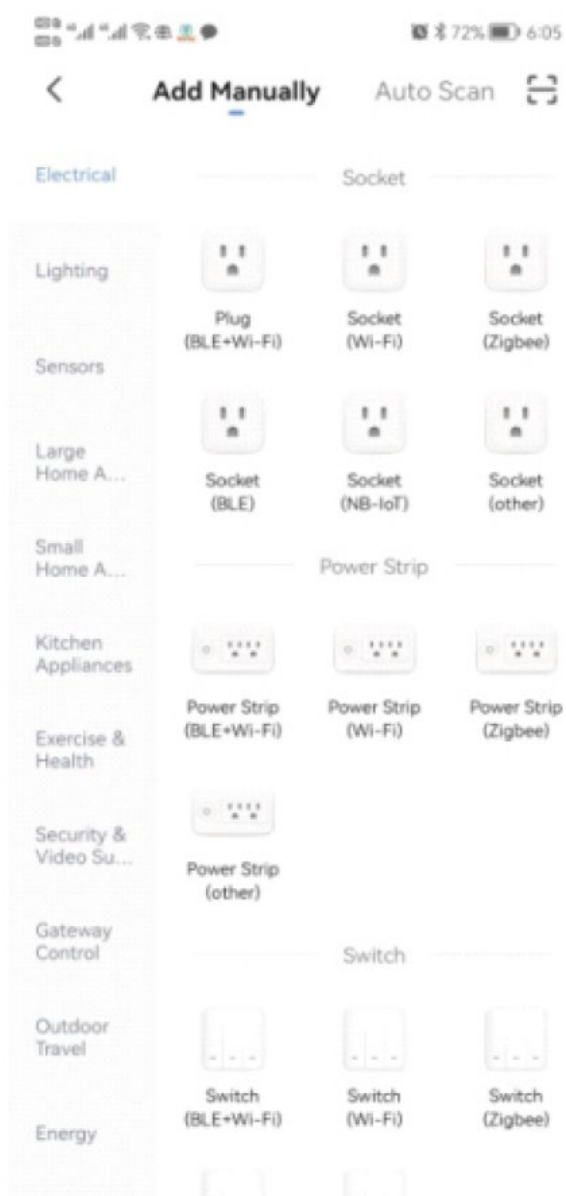 72% 6:05
Add Manually Auto Scan
Electrical
Lighting
Sensors
Large
Home A...
Small
Home A...
Kitchen
Appliances
Exercise &
Health
Security &
Video Su...
Gateway
Control
Outdoor
Travel
Energy
Socket
Plug
(BLE+Wi-Fi)
Socket
(Wi-Fi)
Socket
(Zigbee)
Socket
(BLE)
Socket
(NB-IoT)
Socket
(other)
Power Strip
Power Strip
(BLE+Wi-Fi)
Power Strip
(Wi-Fi)
Power Strip
(Zigbee)
Power Strip
(other)
Switch
Switch
(BLE+Wi-Fi)
Switch
(Wi-Fi)
Switch
(Zigbee)